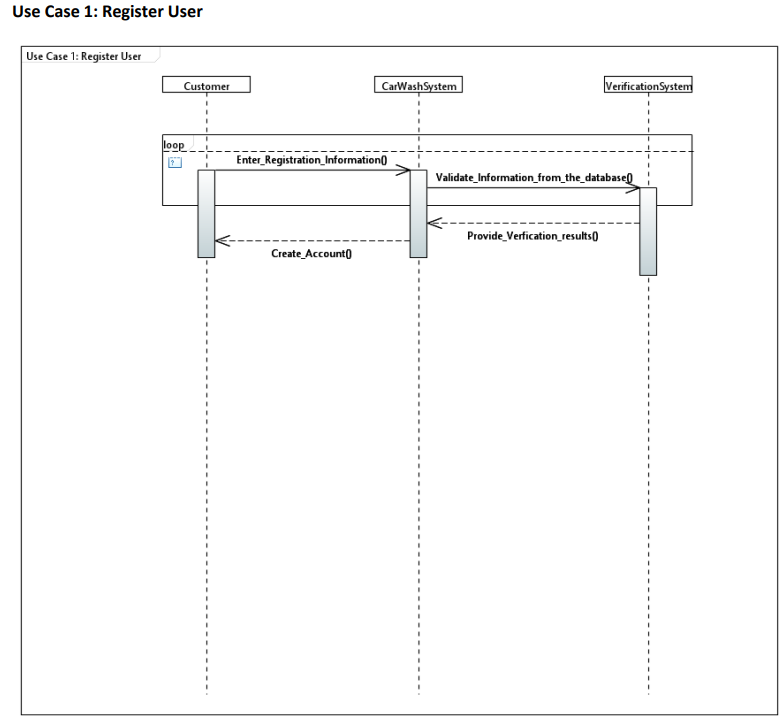 Use Case 1: Register User
Use Case 1: Register User
Customer
CarWashSystem
VerificationSystem
loop
?
Enter_Registration_Information()
Validate_Information_from_the_database()
Provide_Verfication_results()
Create_Account()